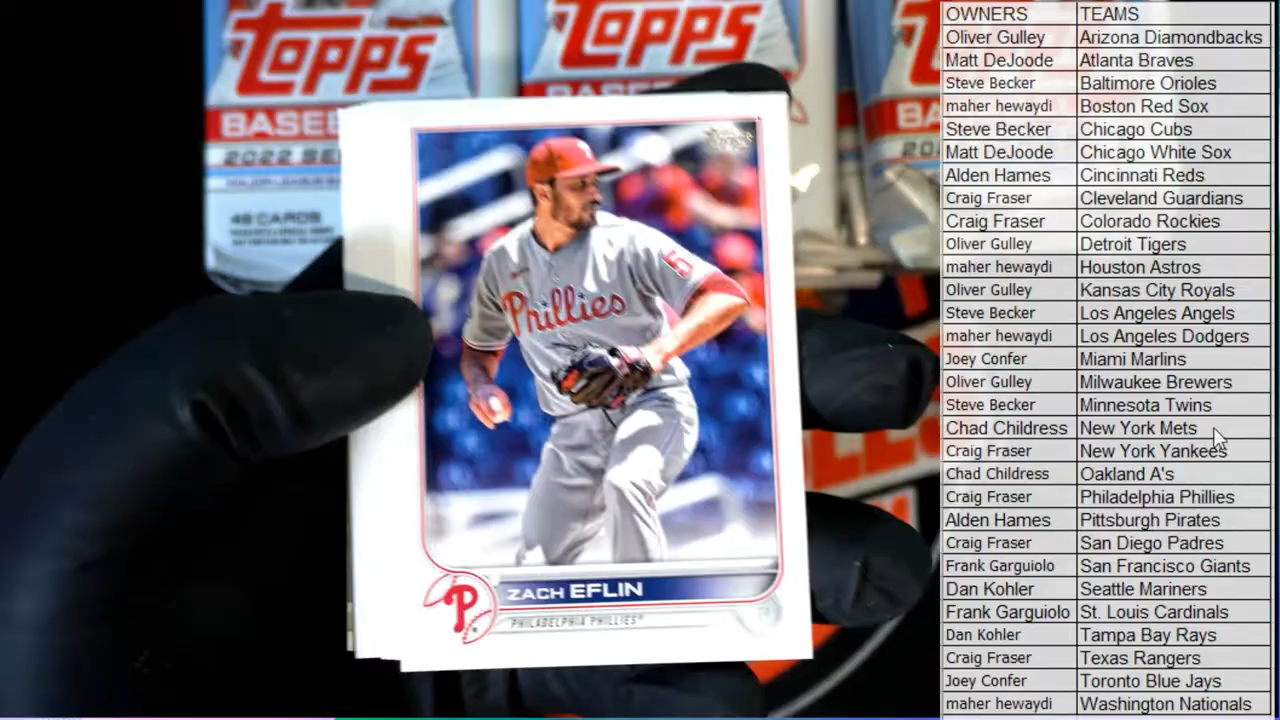 TOPPS
BASEB
2022 SE
49 CARDS
TOPPS
BASEB
T
BA
20
Topps
Phillies
ZACH EFLIN
PHILADELPHIA PHILLIES
P
OWNERS TEAMS
Oliver Gulley Arizona Diamondbacks
Matt DeJoode Atlanta Braves
Steve Becker Baltimore Orioles
maher hewaydi Boston Red Sox
Steve Becker Chicago Cubs
Matt DeJoode Chicago White Sox
Alden Hames Cincinnati Reds
Craig Fraser Cleveland Guardians
Craig Fraser Colorado Rockies
Oliver Gulley Detroit Tigers
maher hewaydi Houston Astros
Oliver Gulley Kansas City Royals
Steve Becker Los Angeles Angels
maher hewaydi Los Angeles Dodgers
Joey Confer Miami Marlins
Oliver Gulley Milwaukee Brewers
Steve Becker Minnesota Twins
Chad Childress New York Mets
Craig Fraser New York Yankees
Chad Childress Oakland A's
Craig Fraser Philadelphia Phillies
Alden Hames Pittsburgh Pirates
Craig Fraser San Diego Padres
Frank Garguiolo San Francisco Giants
Dan Kohler Seattle Mariners
Frank Garguiolo St. Louis Cardinals
Dan Kohler Tampa Bay Rays
Craig Fraser Texas Rangers
Joey Confer Toronto Blue Jays
maher hewaydi Washington Nationals